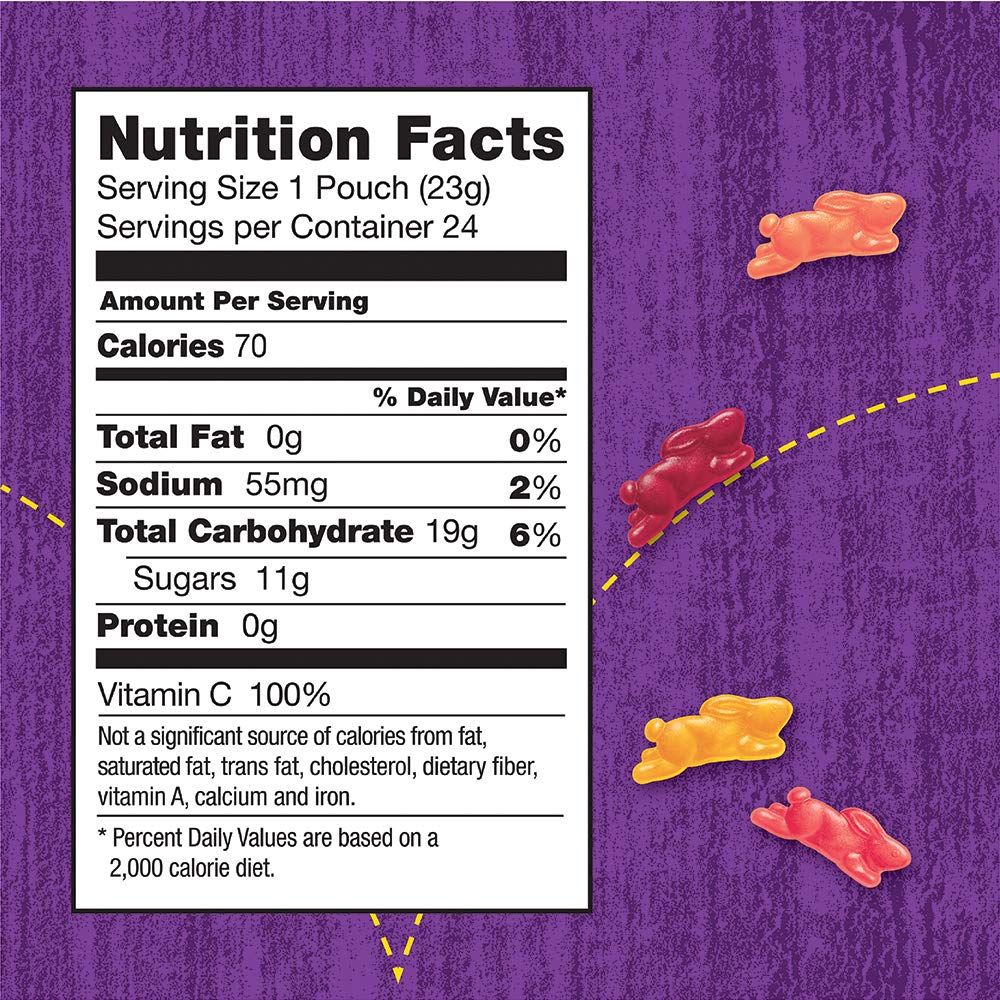 Nutrition Facts
Serving Size 1 Pouch (23g)
Servings per Container 24
Amount Per Serving
Calories 70
% Daily Value*
Total Fat 0g 0%
Sodium 55mg 2%
Total Carbohydrate 19g 6%
Sugars 11g
Protein 0g
Vitamin C 100%
Not a significant source of calories from fat,
saturated fat, trans fat, cholesterol, dietary fiber,
vitamin A, calcium and iron.
* Percent Daily Values are based on a
2,000 calorie diet.